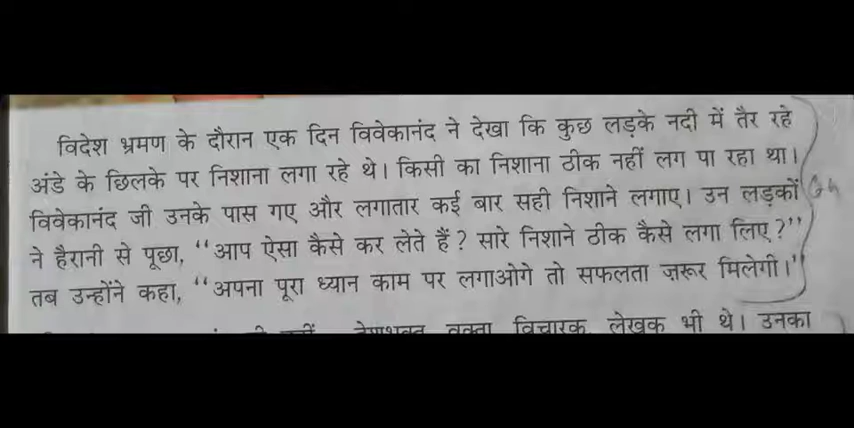 विदेश भ्रमण के दौरान एक दिन विवेकानंद ने देखा कि कुछ लड़के नदी में तैर रहे
अंडे के छिलके पर निशाना लगा रहे थे। किसी का निशाना ठीक नहीं लग पा रहा था।
विवेकानंद जी उनके पास गए और लगातार कई बार सही निशाने लगाए। उन लड़कों
ने हैरानी से पूछा, “आप ऐसा कैसे कर लेते हैं? सारे निशाने ठीक कैसे लगा लिए?”
तब उन्होंने कहा, “अपना पूरा ध्यान काम पर लगाओगे तो सफलता ज़रूर मिलेगी।”
वक्ता विचारक, लेखक भी थे। उनका